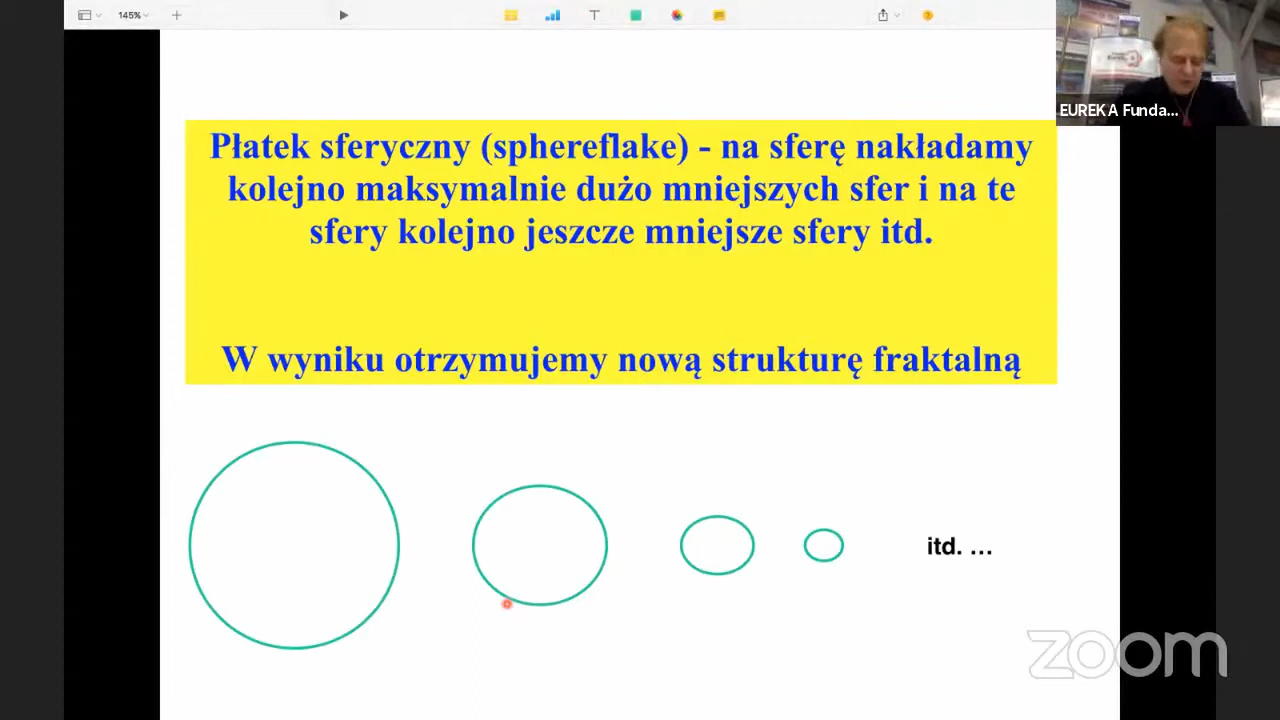 145%
EUREKA Funda...
Płatek sferyczny (sphereflake) - na sferę nakładamy
kolejno maksymalnie dużo mniejszych sfer i na te
sfery kolejno jeszcze mniejsze sfery itd.
W wyniku otrzymujemy nową strukturę fraktalną
itd. …
zoom